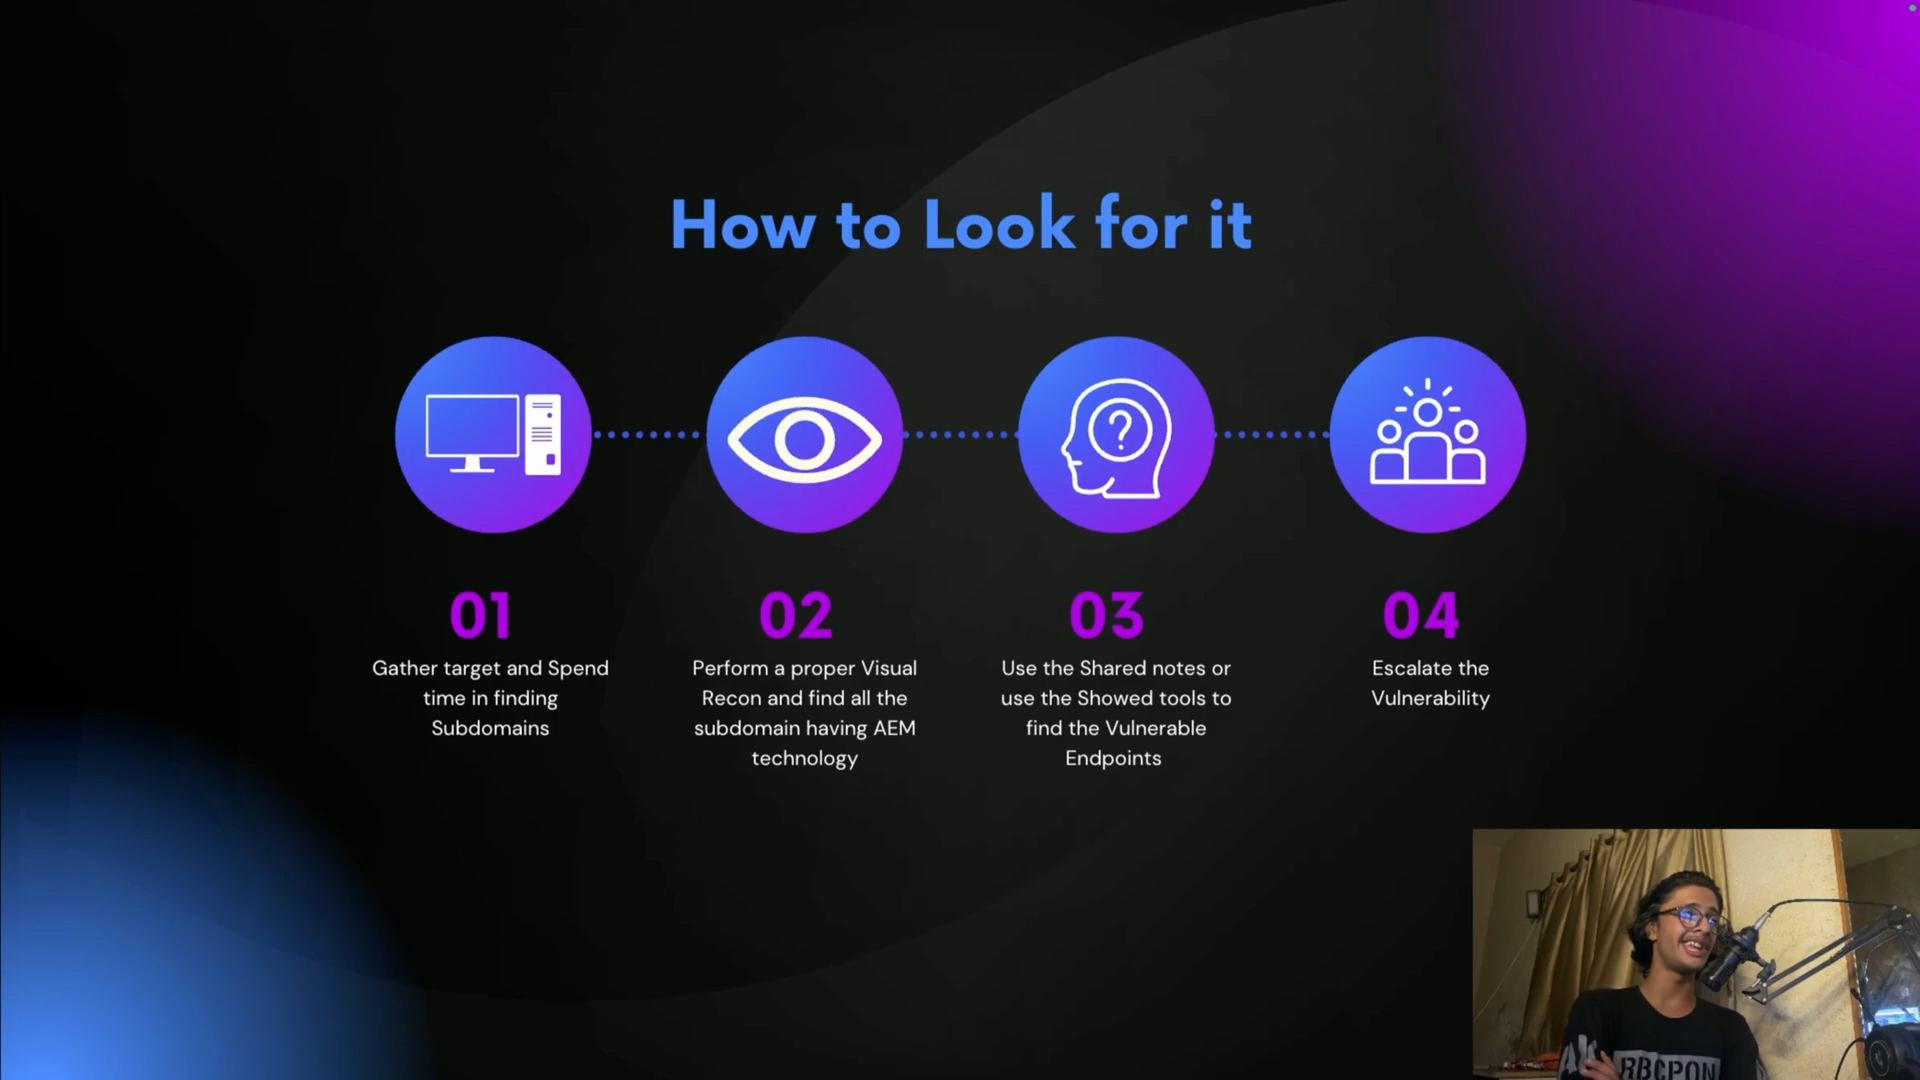 How to Look for it
01
Gather target and Spend
time in finding
Subdomains
02
Perform a proper Visual
Recon and find all the
subdomain having AEM
technology
03
Use the Shared notes or
use the Showed tools to
find the Vulnerable
Endpoints
04
Escalate the
Vulnerability
RBCPON